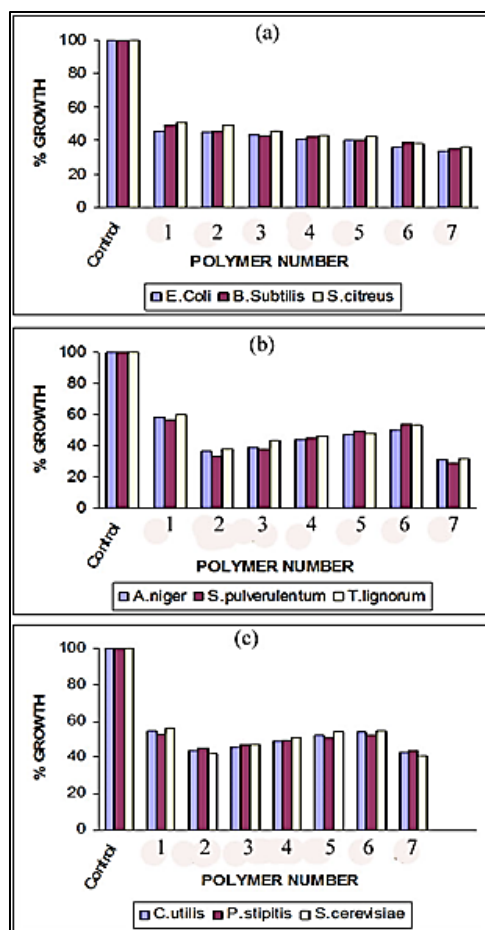 (a)
% GROWTH
100
80
60
40
20
0
Control 1 2 3 4 5 6 7
POLYMER NUMBER
E.Coli B.Subtilis S.citreus
(b)
% GROWTH
100
80
60
40
20
0
Control 1 2 3 4 5 6 7
POLYMER NUMBER
A.niger S.pulverulentum T.lignorum
(c)
% GROWTH
100
80
60
40
20
0
Control 1 2 3 4 5 6 7
POLYMER NUMBER
C.utilis P.stipitis S.cerevisiae